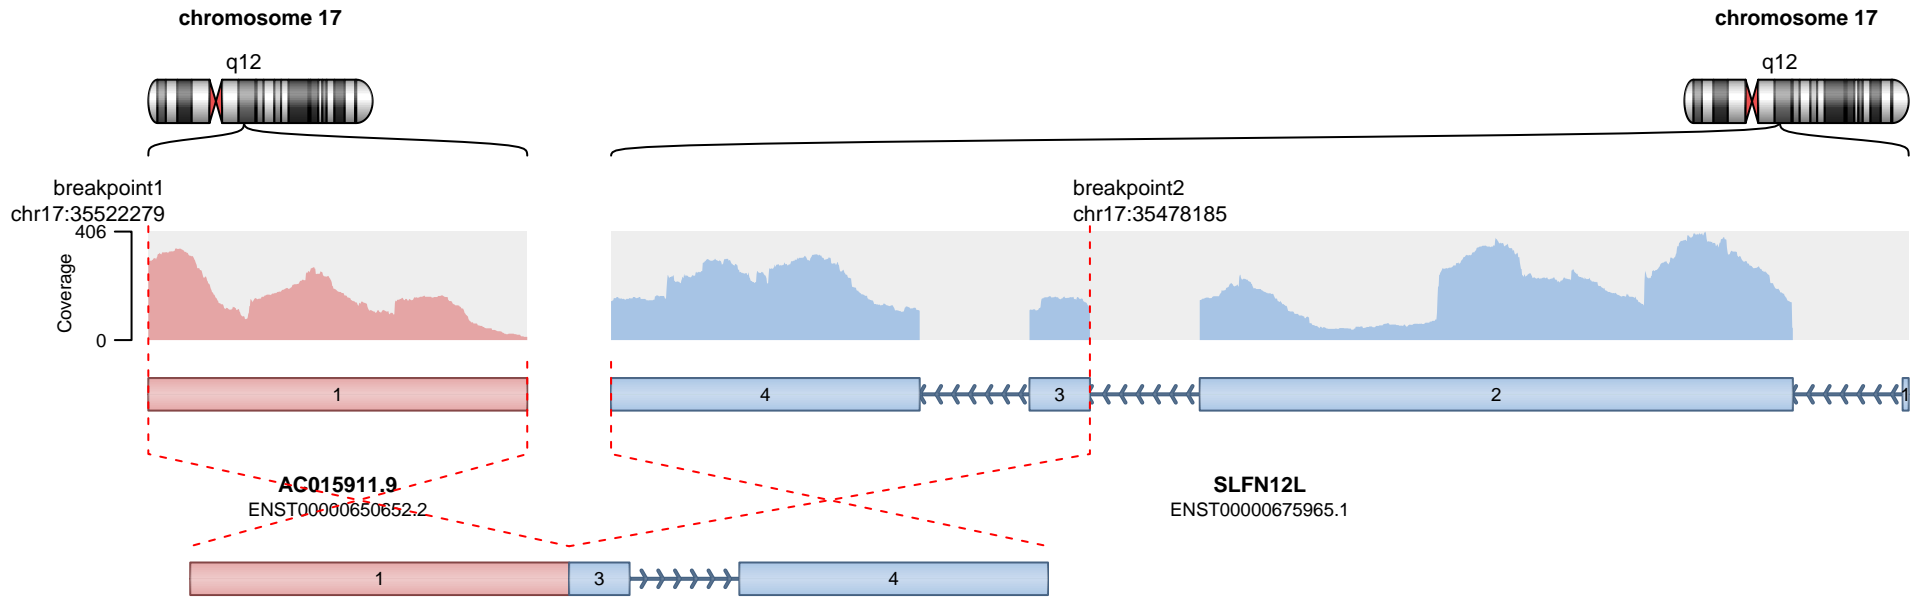 chromosome 17
chromosome 17
q12
q12
breakpoint1
chr17:35522279
breakpoint2
chr17:35478185
406
Coverage
0
1
4
3
2
1
AC015911.9
ENST00000650652.2
SLFN12L
ENST00000675965.1
1
3
4